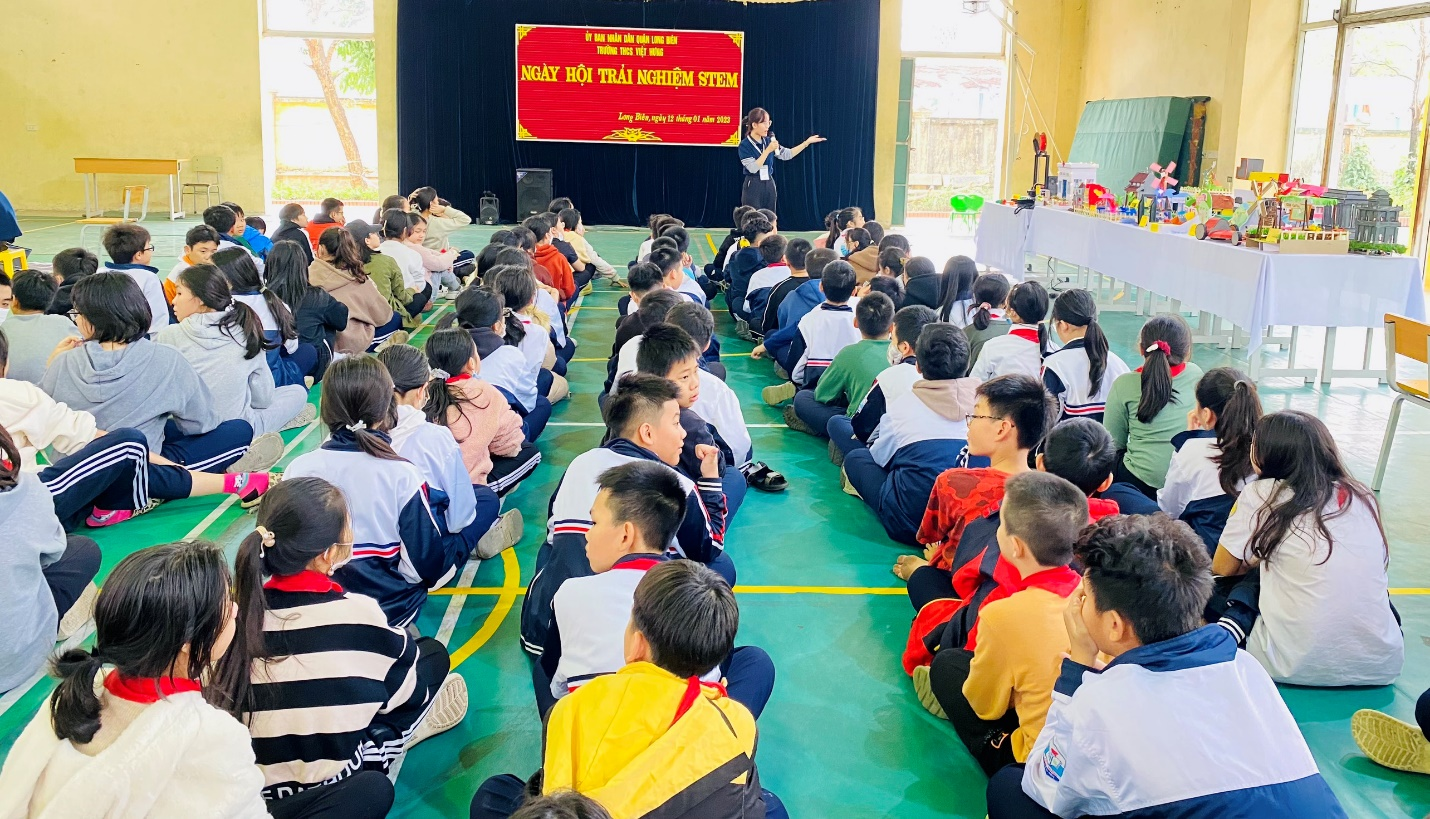 ỦY BAN NHÂN DÂN QUẬN LONG BIÊN
TRƯỜNG THCS VIỆT HƯNG
NGÀY HỘI TRẢI NGHIỆM STEM
Long Biên, ngày 12 tháng 01 năm 2023